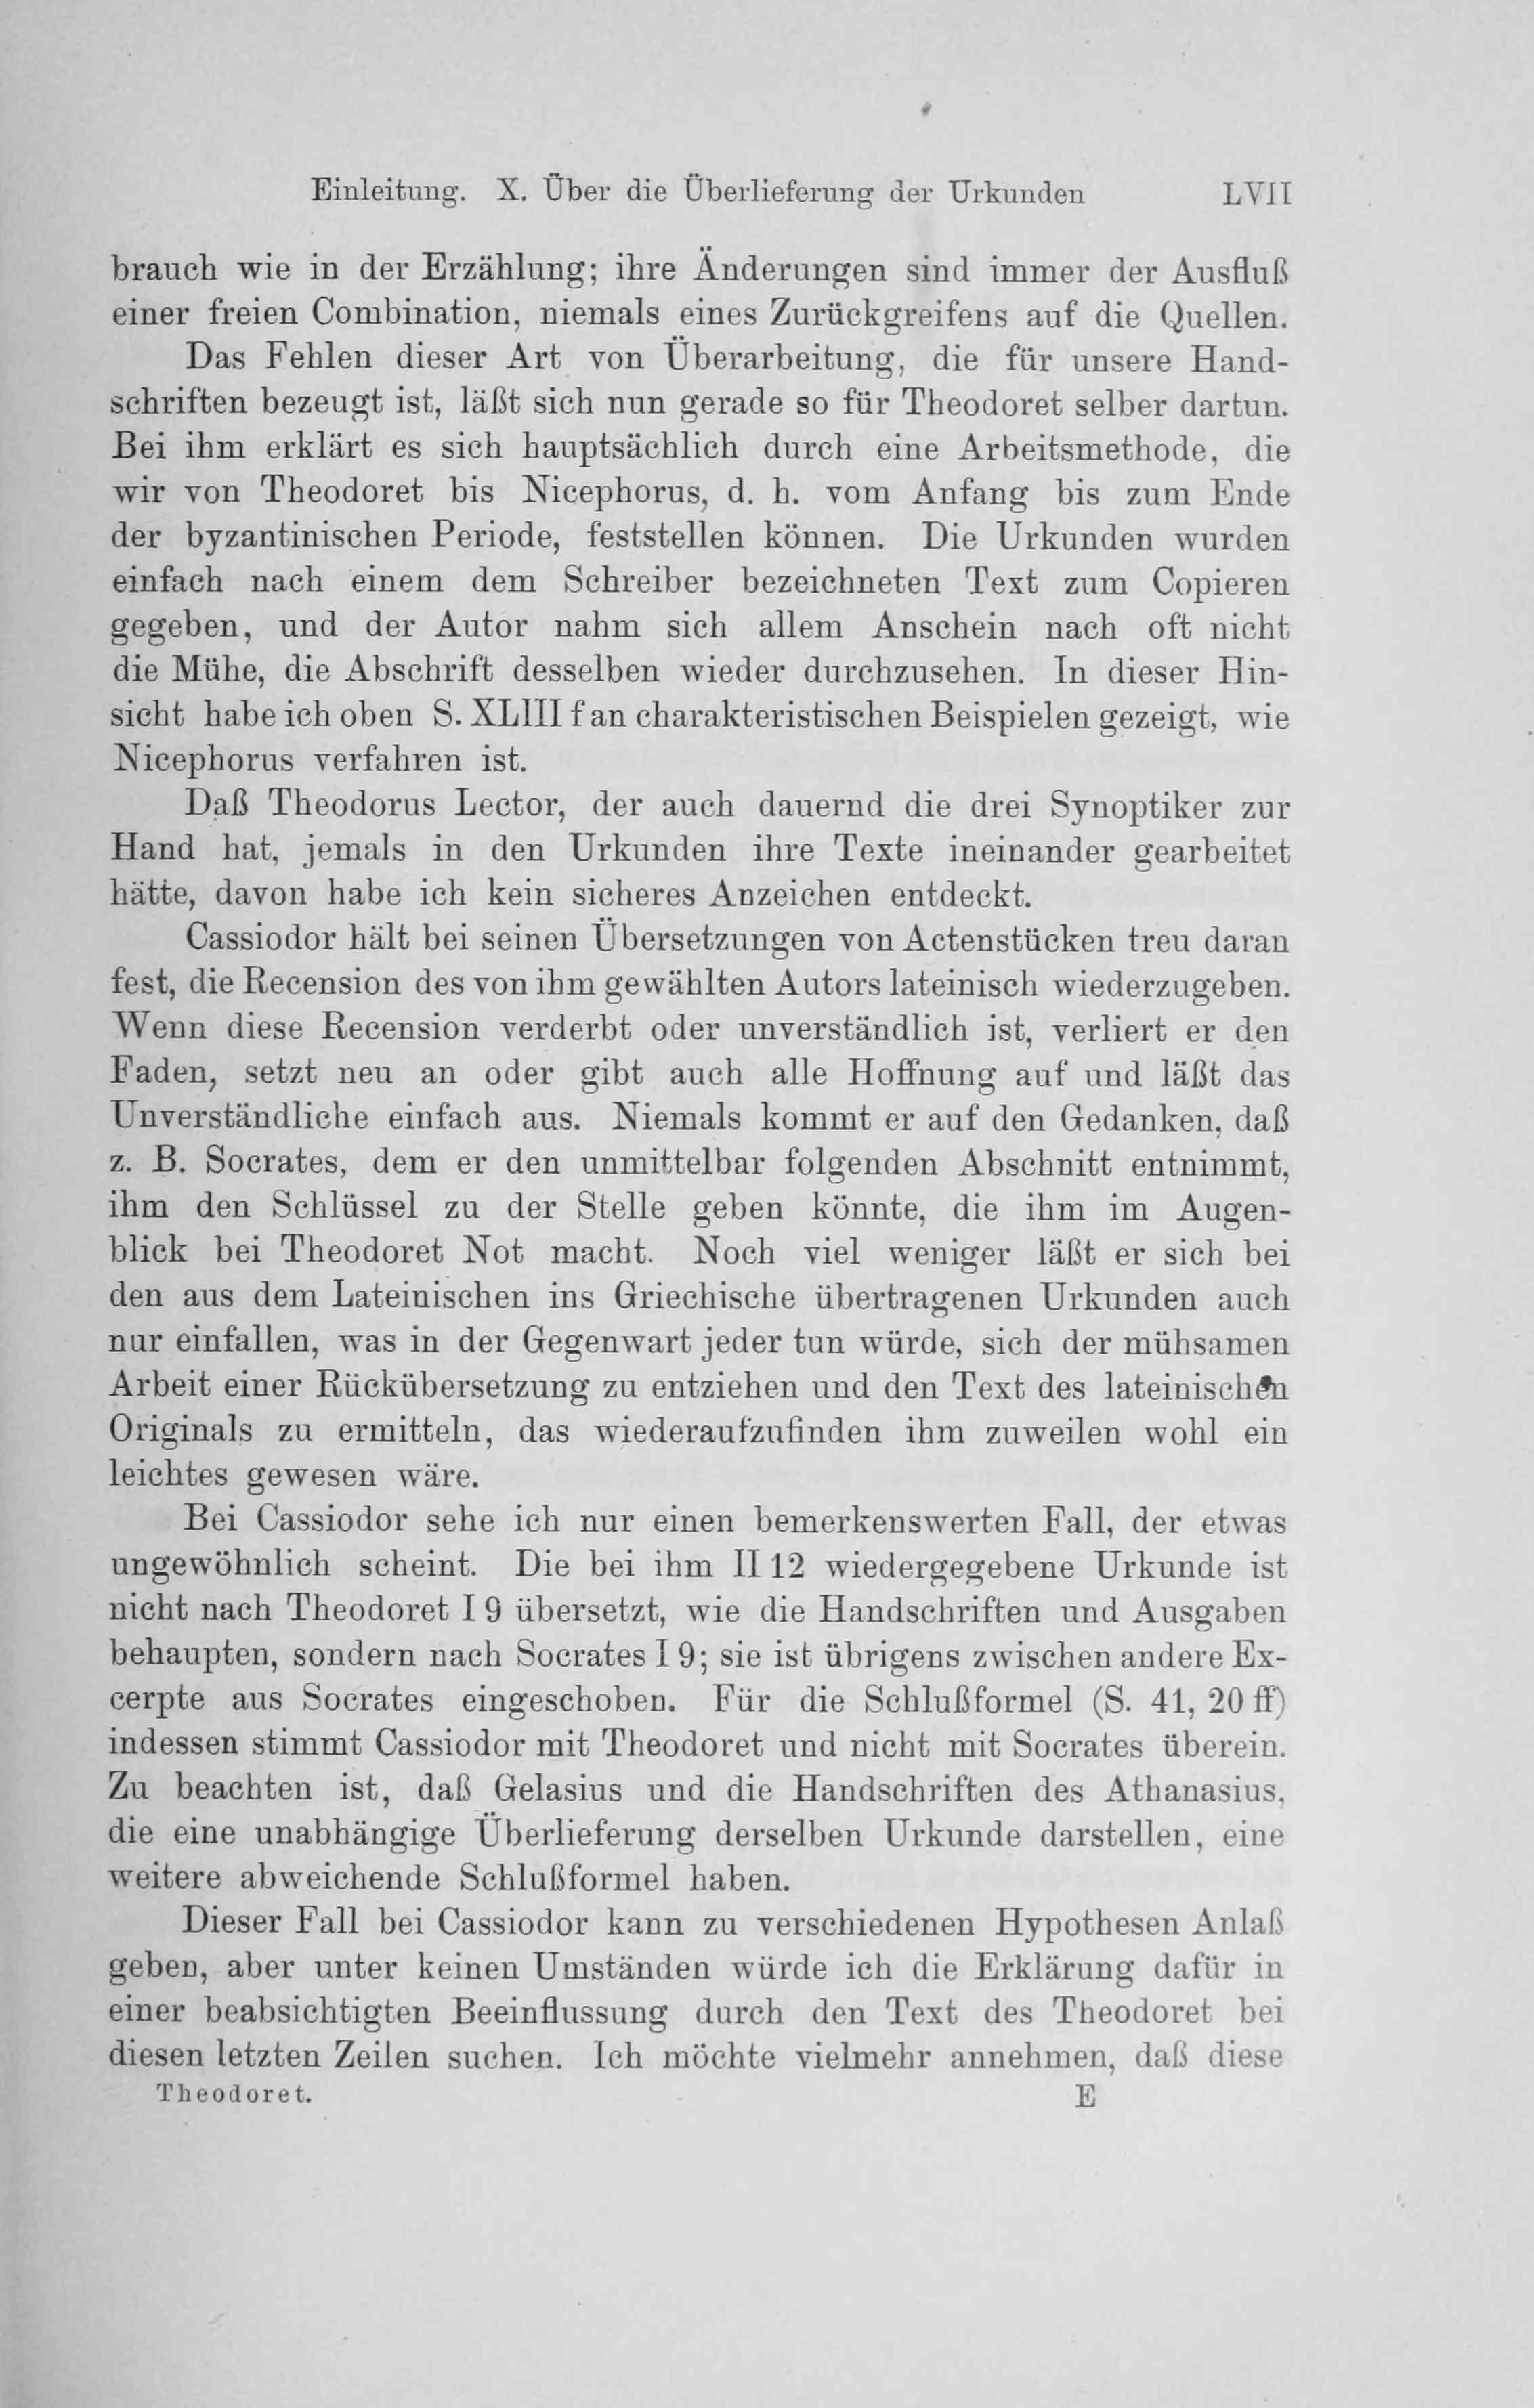 Einleitung. X. Über die Überlieferung der Urkunden LVII
brauch wie in der Erzählung; ihre Änderungen sind immer der Ausfluß
einer freien Combination, niemals eines Zurückgreifens auf die Quellen.
Das Fehlen dieser Art von Überarbeitung, die für unsere Hand-
schriften bezeugt ist, läßt sich nun gerade so für Theodoret selber dartun.
Bei ihm erklärt es sich hauptsächlich durch eine Arbeitsmethode, die
wir von Theodoret bis Nicephorus, d. h. vom Anfang bis zum Ende
der byzantinischen Periode, feststellen können. Die Urkunden wurden
einfach nach einem dem Schreiber bezeichneten Text zum Copieren
gegeben, und der Autor nahm sich allem Anschein nach oft nicht
die Mühe, die Abschrift desselben wieder durchzusehen. In dieser Hin-
sicht habe ich oben S. XLIII f an charakteristischen Beispielen gezeigt, wie
Nicephorus verfahren ist.
Daß Theodorus Lector, der auch dauernd die drei Synoptiker zur
Hand hat, jemals in den Urkunden ihre Texte ineinander gearbeitet
hätte, davon habe ich kein sicheres Anzeichen entdeckt.
Cassiodor hält bei seinen Übersetzungen von Actenstücken treu daran
fest, die Recension des von ihm gewählten Autors lateinisch wiederzugeben.
Wenn diese Recension verderbt oder unverständlich ist, verliert er den
Faden, setzt neu an oder gibt auch alle Hoffnung auf und läßt das
Unverständliche einfach aus. Niemals kommt er auf den Gedanken, daß
z. B. Socrates, dem er den unmittelbar folgenden Abschnitt entnimmt,
ihm den Schlüssel zu der Stelle geben könnte, die ihm im Augen-
blick bei Theodoret Not macht. Noch viel weniger läßt er sich bei
den aus dem Lateinischen ins Griechische übertragenen Urkunden auch
nur einfallen, was in der Gegenwart jeder tun würde, sich der mühsamen
Arbeit einer Rückübersetzung zu entziehen und den Text des lateinischen
Originals zu ermitteln, das wiederaufzufinden ihm zuweilen wohl ein
leichtes gewesen wäre.
Bei Cassiodor sehe ich nur einen bemerkenswerten Fall, der etwas
ungewöhnlich scheint. Die bei ihm II 12 wiedergegebene Urkunde ist
nicht nach Theodoret I 9 übersetzt, wie die Handschriften und Ausgaben
behaupten, sondern nach Socrates I 9; sie ist übrigens zwischen andere Ex-
cerpte aus Socrates eingeschoben. Für die Schlußformel (S. 41, 20 ff)
indessen stimmt Cassiodor mit Theodoret und nicht mit Socrates überein.
Zu beachten ist, daß Gelasius und die Handschriften des Athanasius,
die eine unabhängige Überlieferung derselben Urkunde darstellen, eine
weitere abweichende Schlußformel haben.
Dieser Fall bei Cassiodor kann zu verschiedenen Hypothesen Anlaß
geben, aber unter keinen Umständen würde ich die Erklärung dafür in
einer beabsichtigten Beeinflussung durch den Text des Theodoret bei
diesen letzten Zeilen suchen. Ich möchte vielmehr annehmen, daß diese
Theodoret. E